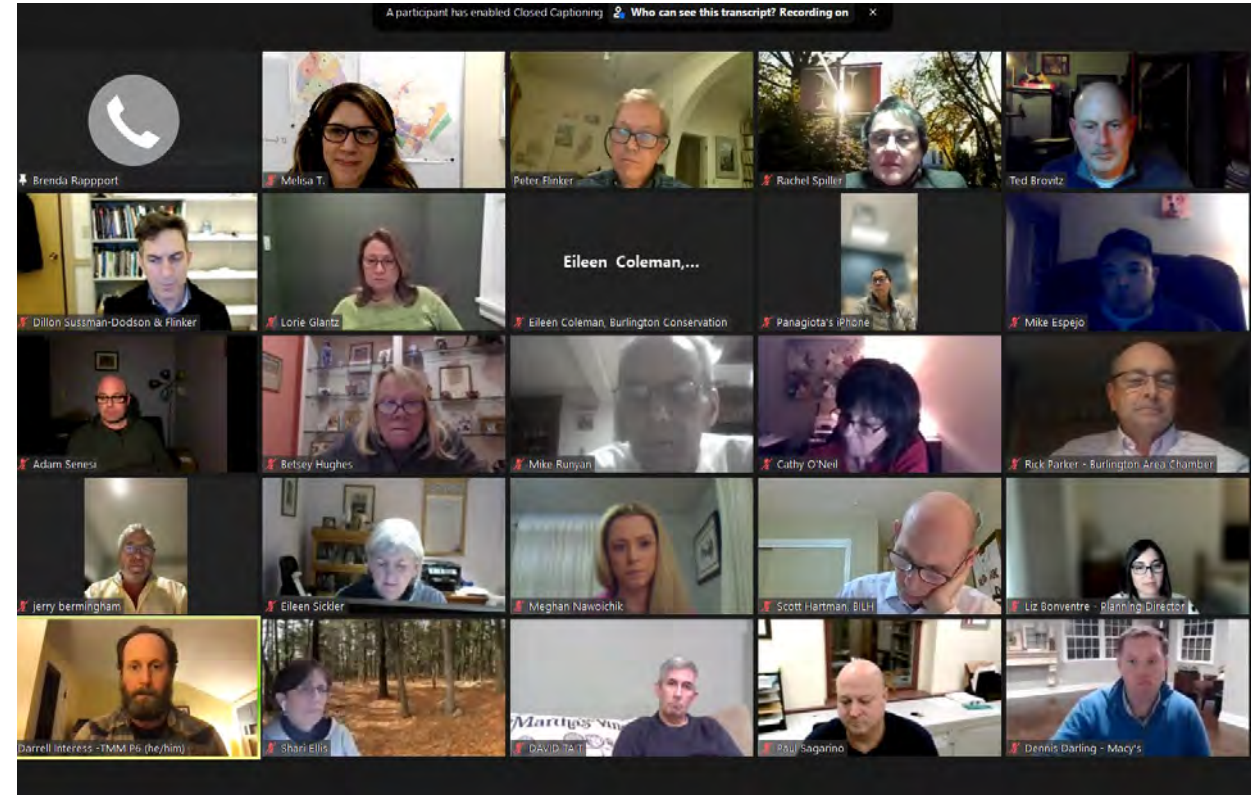 A participant has enabled Closed Captioning Who can see this transcript? Recording on ×
Brenda Rappport
Melisa T.
Peter Flinker
Rachel Spiller
N
Ted Brovitz
Dillon Sussman-Dodson & Flinker
Lorie Glantz
Eileen Coleman,...
Eileen Coleman, Burlington Conservation
Panagiota's iPhone
Mike Espejo
Adam Senesi
Betsey Hughes
Mike Runyan
Cathy O'Neil
Rick Parker - Burlington Area Chamber
jerry bermingham
Eileen Sickler
Meghan Nawoichik
Scott Hartman, BILH
Liz Bonventre - Planning Director
Darrell Interess -TMM P6 (he/him)
Shari Ellis
Martha's Vin
DAVID TAIT
Paul Sagarino
Dennis Darling - Macy's